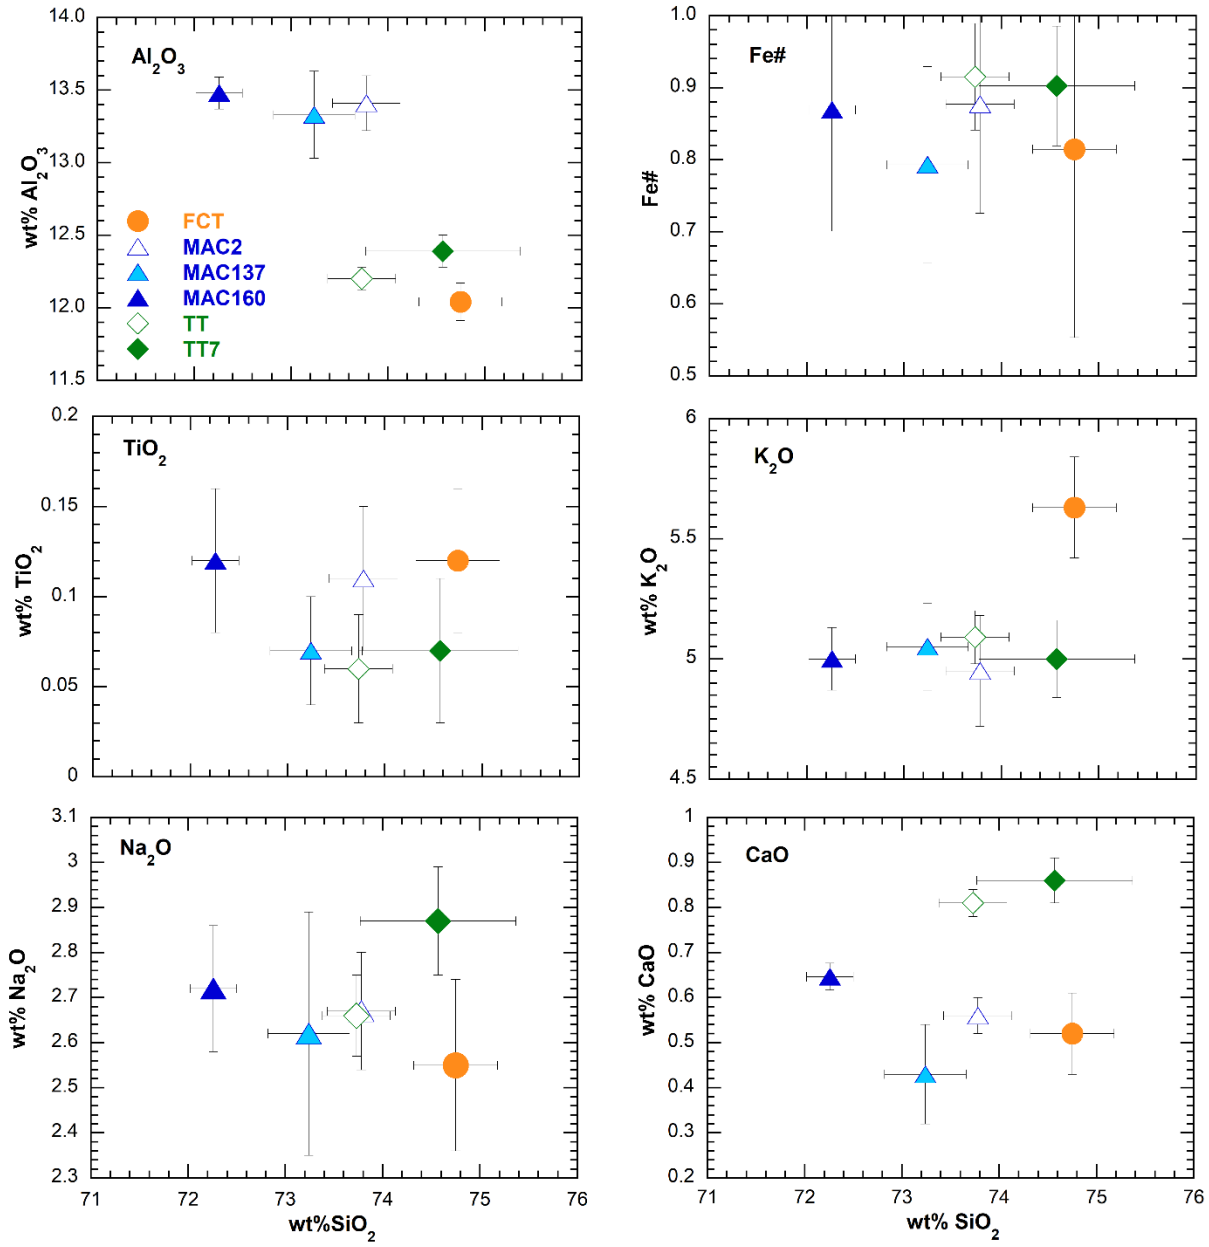 Al₂O₃
wt% Al₂O₃
14.0
13.5
13.0
12.5
12.0
11.5
FCT
MAC2
MAC137
MAC160
TT
TT7
Fe#
Fe#
1.0
0.9
0.8
0.7
0.6
0.5
TiO₂
wt% TiO₂
0.2
0.15
0.1
0.05
0
K₂O
wt% K₂O
6
5.5
5
4.5
Na₂O
wt% Na₂O
3.1
3
2.9
2.8
2.7
2.6
2.5
2.4
2.3
71 72 73 74 75 76
wt%SiO₂
CaO
wt% CaO
1
0.9
0.8
0.7
0.6
0.5
0.4
0.3
0.2
71 72 73 74 75 76
wt% SiO₂